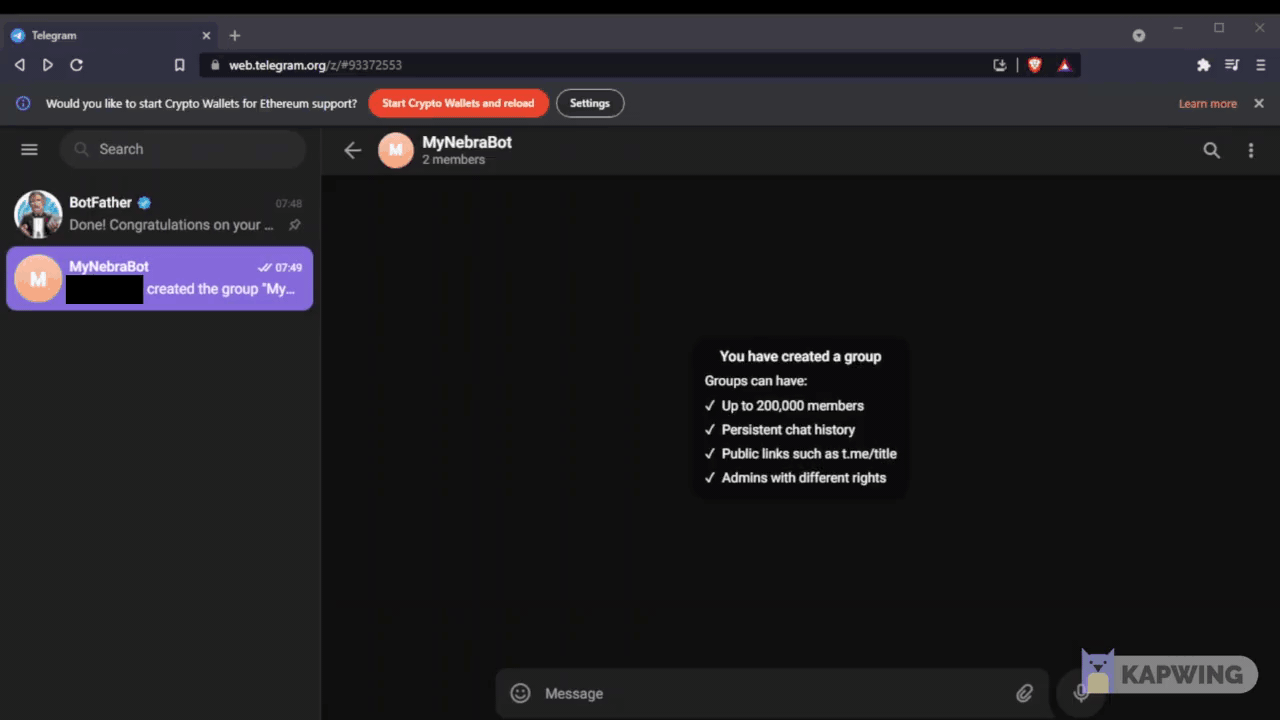 Telegram
web.telegram.org/z/#93372553
Would you like to start Crypto Wallets for Ethereum support?
Start Crypto Wallets and reload
Settings
Learn more
Search
BotFather
07:48
Done! Congratulations on your ...
MyNebraBot
07:49
created the group "My...
M
M
MyNebraBot
2 members
You have created a group
Groups can have:
✓ Up to 200,000 members
✓ Persistent chat history
✓ Public links such as t.me/title
✓ Admins with different rights
Message
KAPWING